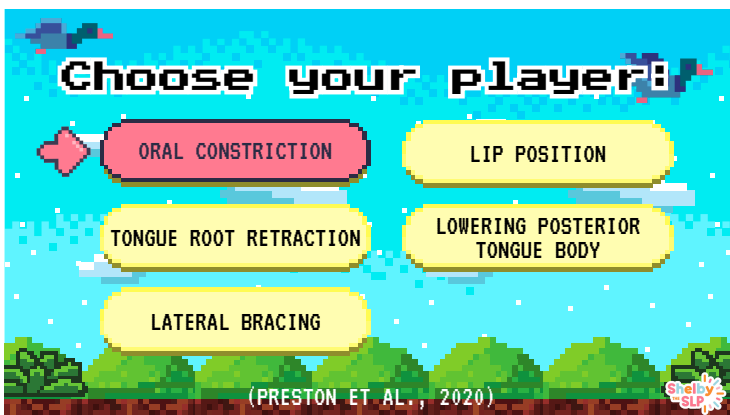 Choose your player:
ORAL CONSTRICTION
LIP POSITION
TONGUE ROOT RETRACTION
LOWERING POSTERIOR
TONGUE BODY
LATERAL BRACING
(PRESTON ET AL., 2020)
Shelby
the
SLP